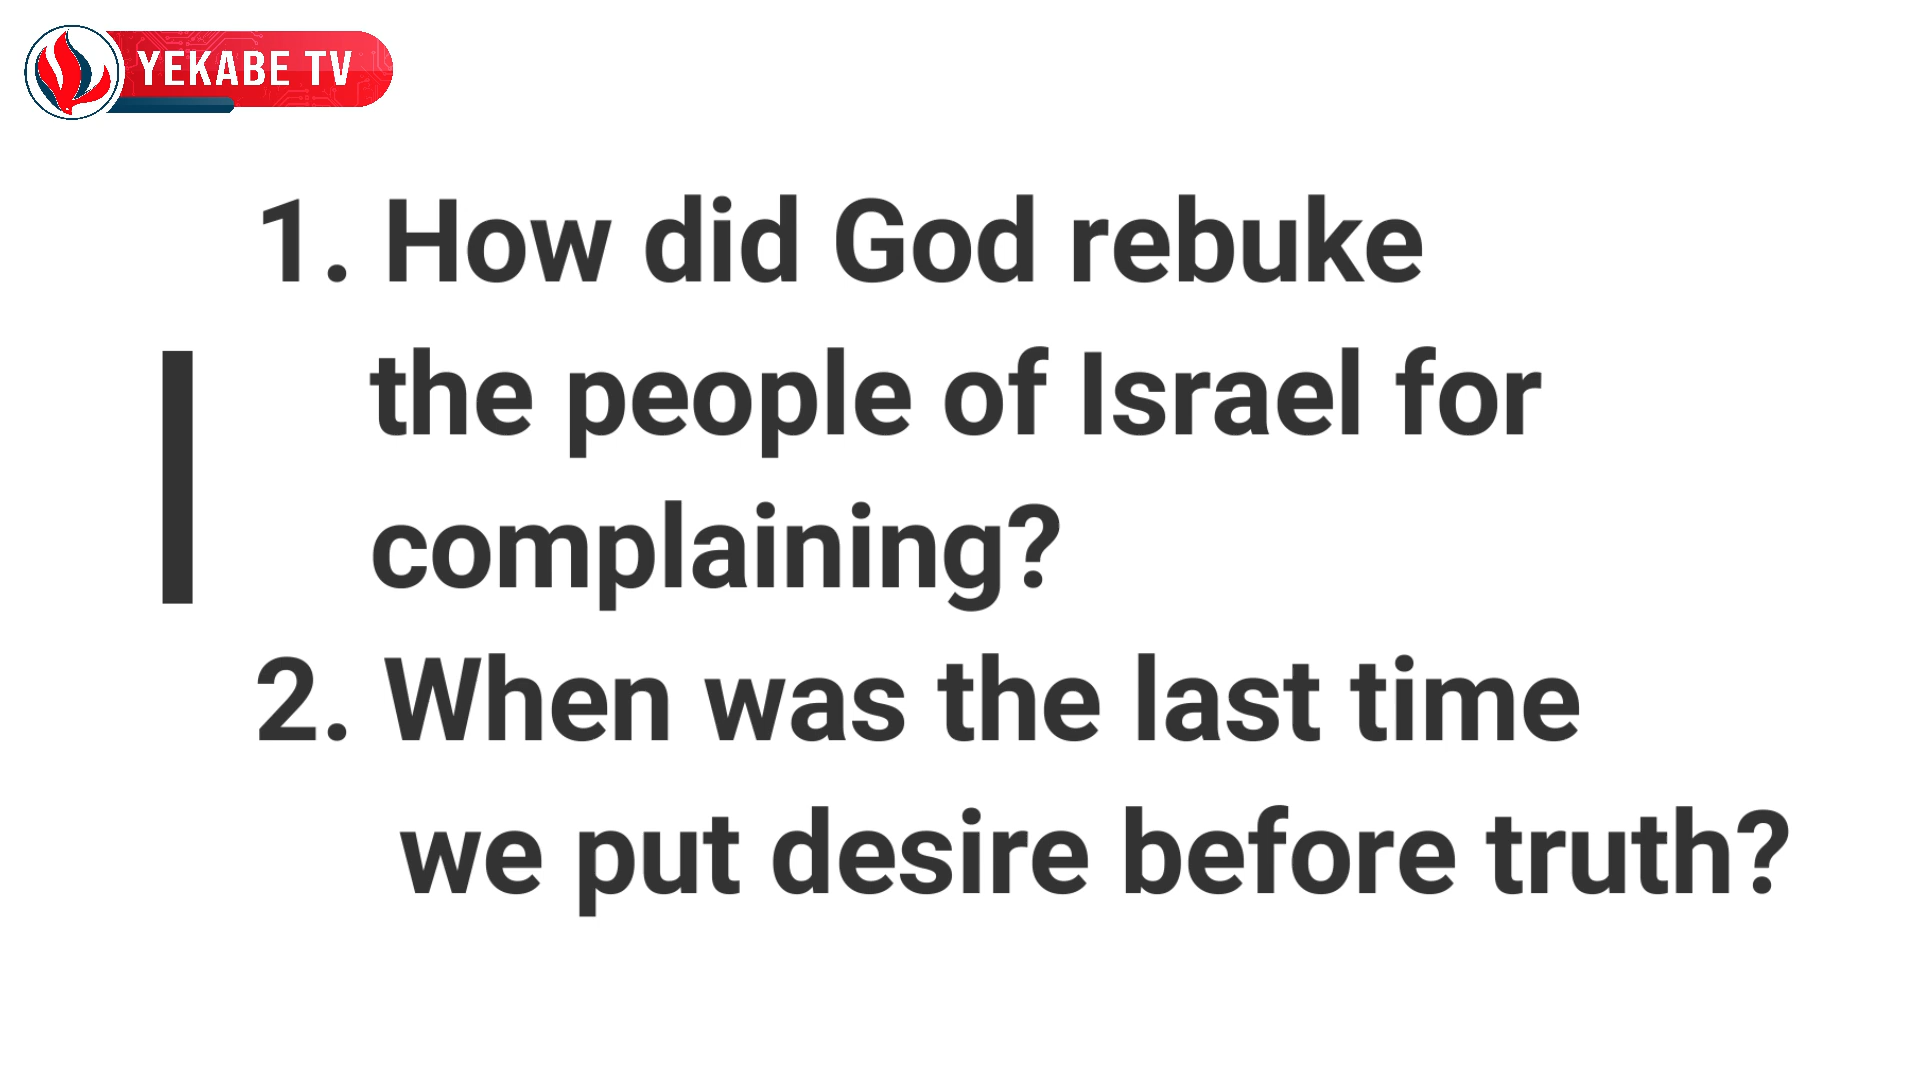 YEKABE TV
1. How did God rebuke
the people of Israel for
complaining?
2. When was the last time
we put desire before truth?